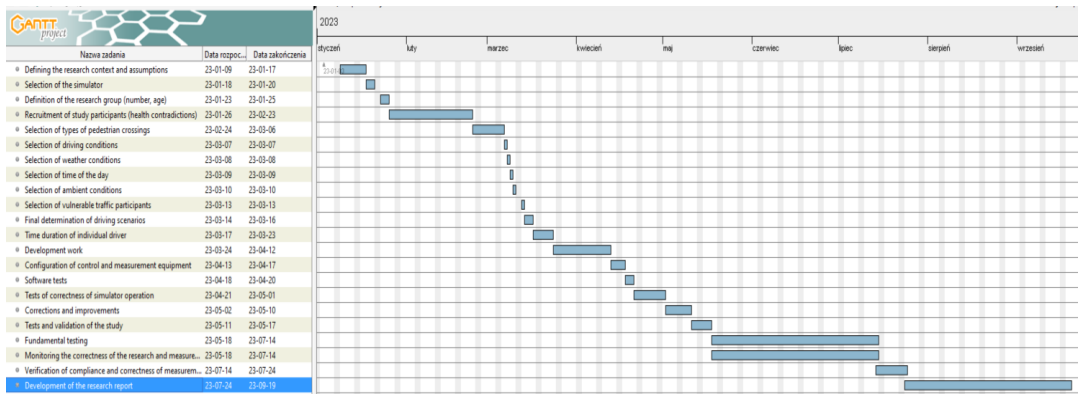 GANTT
project
2023
styczeń luty marzec kwiecień maj czerwiec lipiec sierpień wrzesień
Nazwa zadania Data rozpoc... Data zakończenia
Defining the research context and assumptions 23-01-09 23-01-17
Selection of the simulator 23-01-18 23-01-20
Definition of the research group (number, age) 23-01-23 23-01-25
Recruitment of study participants (health contradictions) 23-01-26 23-02-23
Selection of types of pedestrian crossings 23-02-24 23-03-06
Selection of driving conditions 23-03-07 23-03-07
Selection of weather conditions 23-03-08 23-03-08
Selection of time of the day 23-03-09 23-03-09
Selection of ambient conditions 23-03-10 23-03-10
Selection of vulnerable traffic participants 23-03-13 23-03-13
Final determination of driving scenarios 23-03-14 23-03-16
Time duration of individual driver 23-03-17 23-03-23
Development work 23-03-24 23-04-12
Configuration of control and measurement equipment 23-04-13 23-04-17
Software tests 23-04-18 23-04-20
Tests of correctness of simulator operation 23-04-21 23-05-01
Corrections and improvements 23-05-02 23-05-10
Tests and validation of the study 23-05-11 23-05-17
Fundamental testing 23-05-18 23-07-14
Monitoring the correctness of the research and measure... 23-05-18 23-07-14
Verification of compliance and correctness of measurem... 23-07-14 23-07-24
Development of the research report 23-07-24 23-09-19